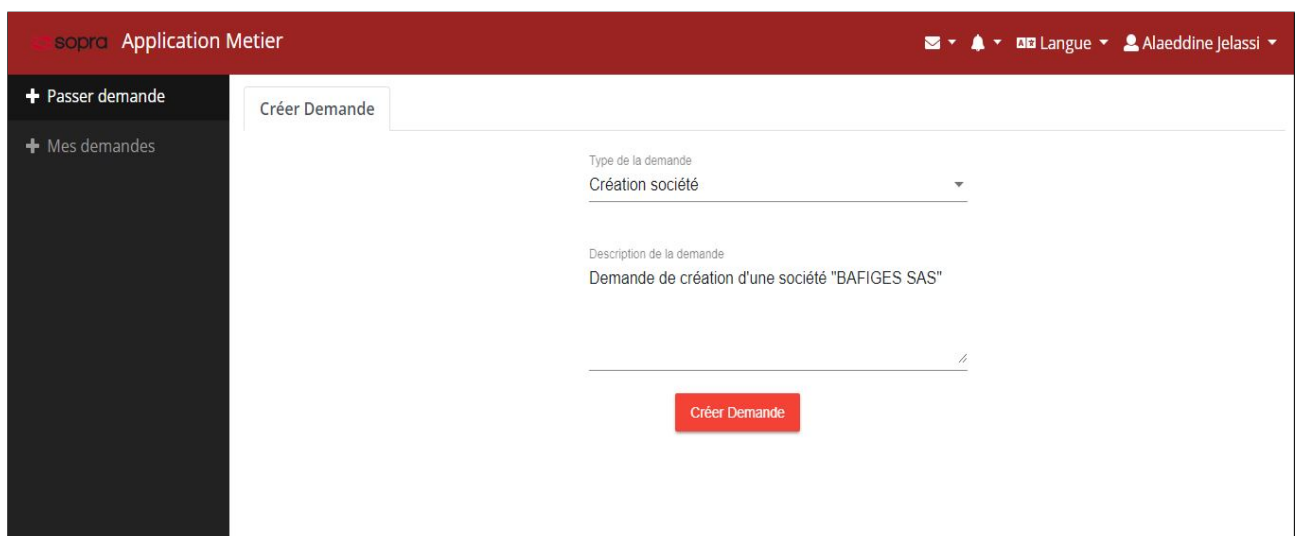 sopra Application Metier
Langue Alaeddine Jelassi
Passer demande
Mes demandes
Créer Demande
Type de la demande
Création société
Description de la demande
Demande de création d'une société "BAFIGES SAS"
Créer Demande